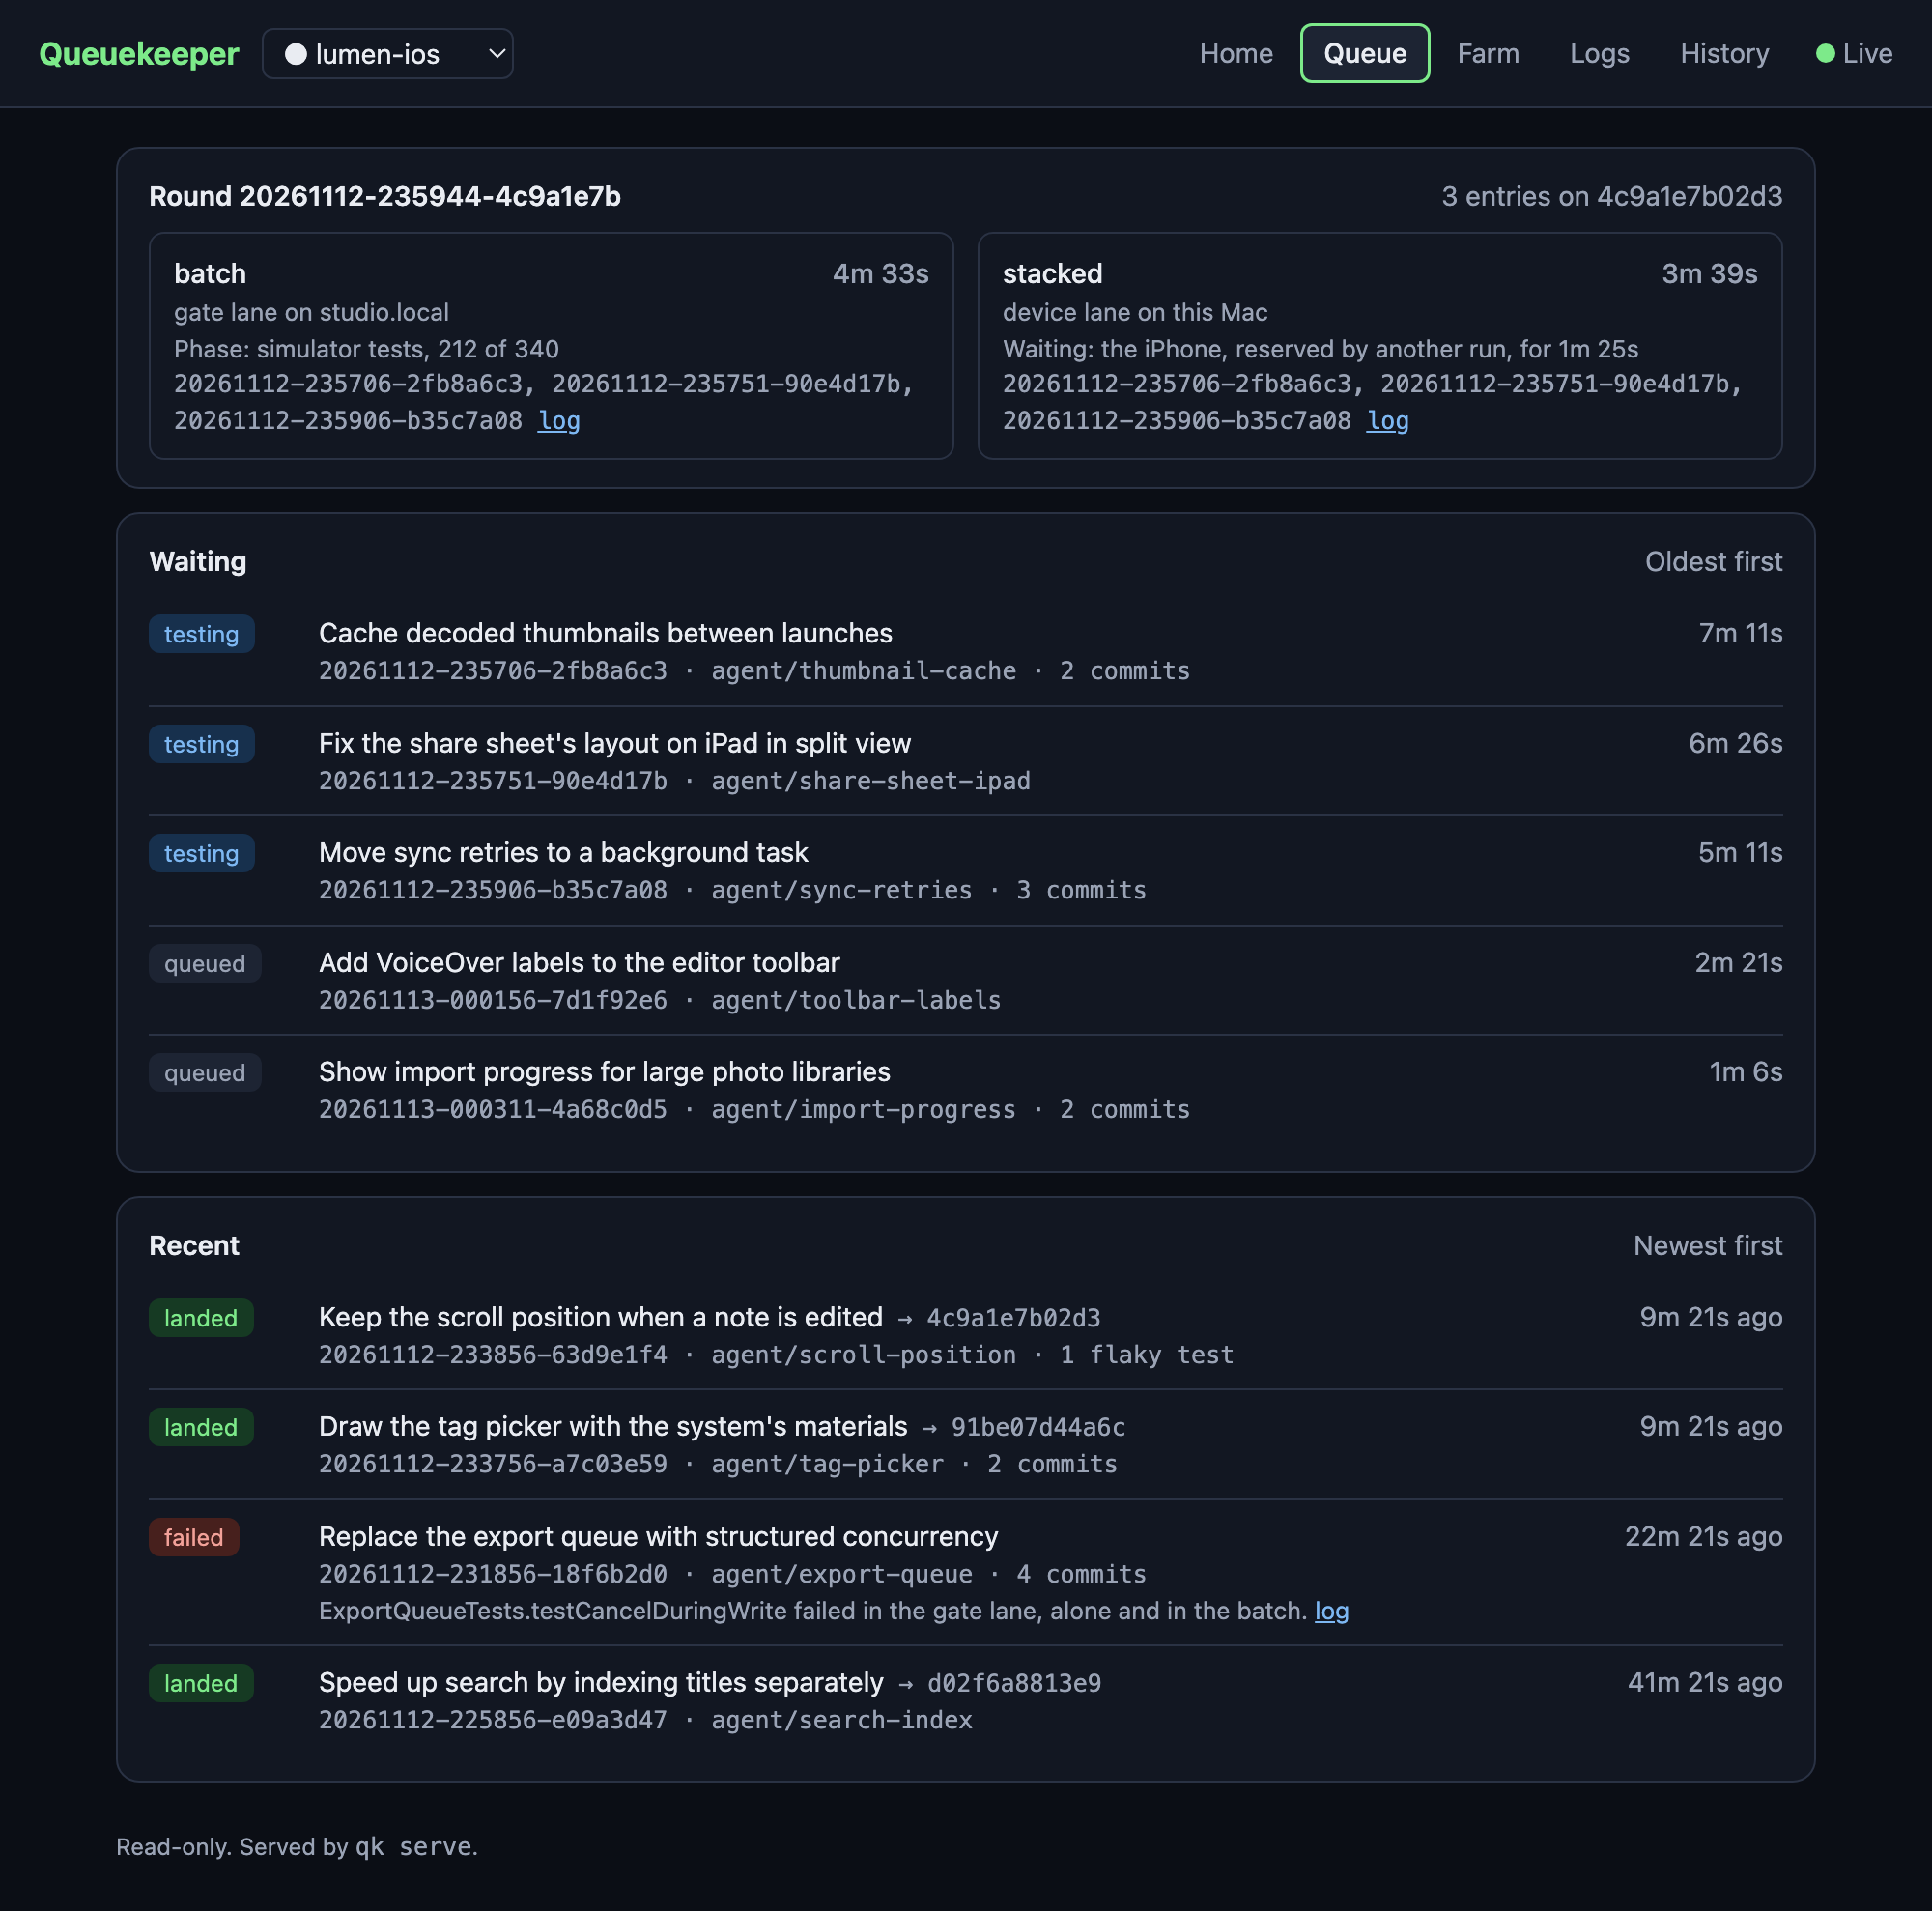 Queuekeeper lumen-ios Home Queue Farm Logs History Live
Round 20261112-235944-4c9a1e7b 3 entries on 4c9a1e7b02d3
batch 4m 33s
gate lane on studio.local
Phase: simulator tests, 212 of 340
20261112-235706-2fb8a6c3, 20261112-235751-90e4d17b,
20261112-235906-b35c7a08 log
stacked 3m 39s
device lane on this Mac
Waiting: the iPhone, reserved by another run, for 1m 25s
20261112-235706-2fb8a6c3, 20261112-235751-90e4d17b,
20261112-235906-b35c7a08 log
Waiting Oldest first
testing Cache decoded thumbnails between launches 7m 11s
20261112-235706-2fb8a6c3 · agent/thumbnail-cache · 2 commits
testing Fix the share sheet's layout on iPad in split view 6m 26s
20261112-235751-90e4d17b · agent/share-sheet-ipad
testing Move sync retries to a background task 5m 11s
20261112-235906-b35c7a08 · agent/sync-retries · 3 commits
queued Add VoiceOver labels to the editor toolbar 2m 21s
20261113-000156-7d1f92e6 · agent/toolbar-labels
queued Show import progress for large photo libraries 1m 6s
20261113-000311-4a68c0d5 · agent/import-progress · 2 commits
Recent Newest first
landed Keep the scroll position when a note is edited → 4c9a1e7b02d3 9m 21s ago
20261112-233856-63d9e1f4 · agent/scroll-position · 1 flaky test
landed Draw the tag picker with the system's materials → 91be07d44a6c 9m 21s ago
20261112-233756-a7c03e59 · agent/tag-picker · 2 commits
failed Replace the export queue with structured concurrency 22m 21s ago
20261112-231856-18f6b2d0 · agent/export-queue · 4 commits
ExportQueueTests.testCancelDuringWrite failed in the gate lane, alone and in the batch. log
landed Speed up search by indexing titles separately → d02f6a8813e9 41m 21s ago
20261112-225856-e09a3d47 · agent/search-index
Read-only. Served by qk serve.